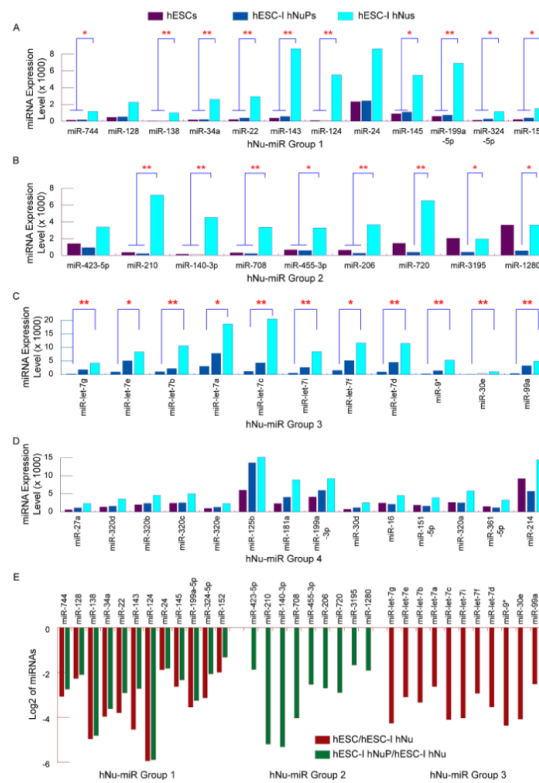 hESCs hESC-I hNuPs hESC-I hNus
A
miRNA Expression
Level (x 1000)
8
6
4
2
0
* ** ** ** ** ** ** ** * *
miR-744 miR-128 miR-138 miR-34a miR-22 miR-143 miR-124 miR-24 miR-145 miR-199a miR-324-5p miR-15
-5p
hNu-miR Group 1
B
miRNA Expression
Level (x 1000)
8
6
4
2
0
** ** ** * ** ** * *
miR-423-5p miR-210 miR-140-3p miR-708 miR-455-3p miR-206 miR-720 miR-3195 miR-1280
hNu-miR Group 2
C
miRNA Expression
Level (x 1000)
20
15
10
5
0
** * ** * ** ** * ** ** ** **
miR-let-7g miR-let-7e miR-let-7b miR-let-7a miR-let-7c miR-let-7i miR-let-7f miR-let-7d miR-9* miR-30e miR-99a
hNu-miR Group 3
D
miRNA Expression
Level (x 1000)
15
10
5
0
miR-27a miR-320d miR-320b miR-320c miR-320e miR-125b miR-181a miR-199a -3p miR-30d miR-16 miR-151 -5p miR-320a miR-361 -5p miR-214
hNu-miR Group 4
E
miR-744 miR-128 miR-138 miR-34a miR-22 miR-143 miR-124 miR-24 miR-145 miR-199a-5p miR-324-5p miR-152 miR-423-5p miR-210 miR-140-3p miR-708 miR-455-3p miR-206 miR-720 miR-3195 miR-1280 miR-let-7g miR-let-7e miR-let-7b miR-let-7a miR-let-7c miR-let-7i miR-let-7f miR-let-7d miR-9* miR-30e miR-99a
Log2 of miRNAs
0
-2
-4
-6
hESC/hESC-I hNu
hESC-I hNuP/hESC-I hNu
hNu-miR Group 1 hNu-miR Group 2 hNu-miR Group 3